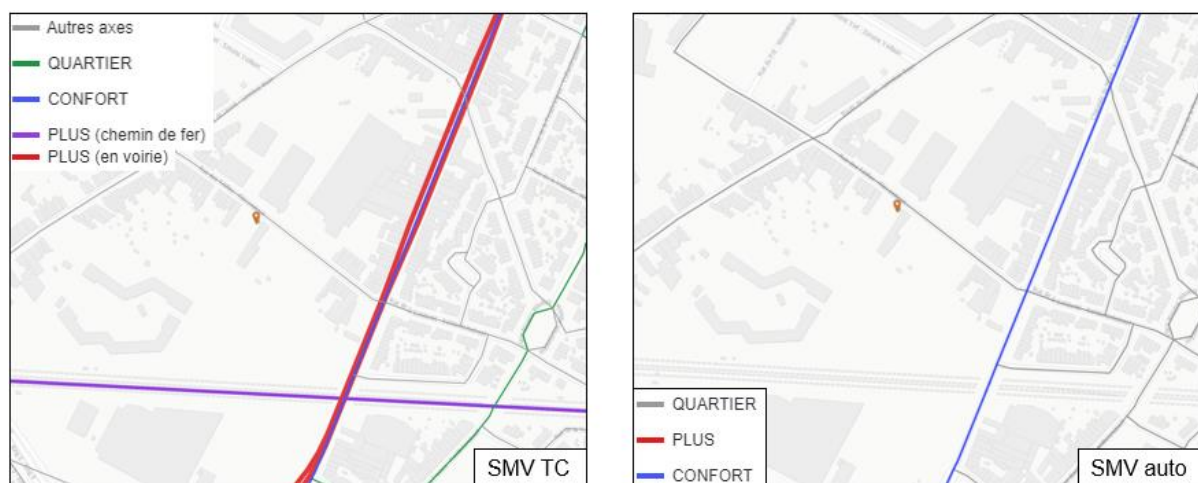 Autres axes
QUARTIER
CONFORT
PLUS (chemin de fer)
PLUS (en voirie)
SMV TC
QUARTIER
PLUS
CONFORT
SMV auto